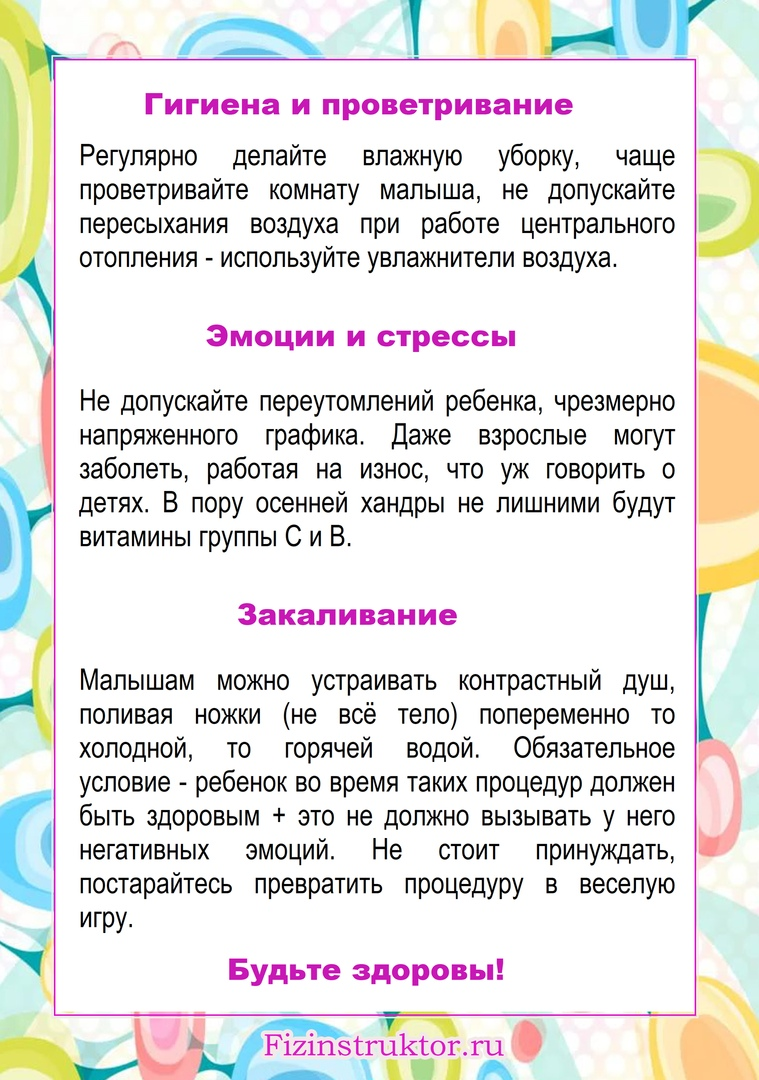 Гигиена и проветривание
Регулярно делайте влажную уборку, чаще
проветривайте комнату малыша, не допускайте
пересыхания воздуха при работе центрального
отопления - используйте увлажнители воздуха.
Эмоции и стрессы
Не допускайте переутомлений ребенка, чрезмерно
напряженного графика. Даже взрослые могут
заболеть, работая на износ, что уж говорить о
детях. В пору осенней хандры не лишними будут
витамины группы С и В.
Закаливание
Малышам можно устраивать контрастный душ,
поливая ножки (не всё тело) попеременно то
холодной, то горячей водой. Обязательное
условие - ребенок во время таких процедур должен
быть здоровым + это не должно вызывать у него
негативных эмоций. Не стоит принуждать,
постарайтесь превратить процедуру в веселую
игру.
Будьте здоровы!
Fizinstruktor.ru